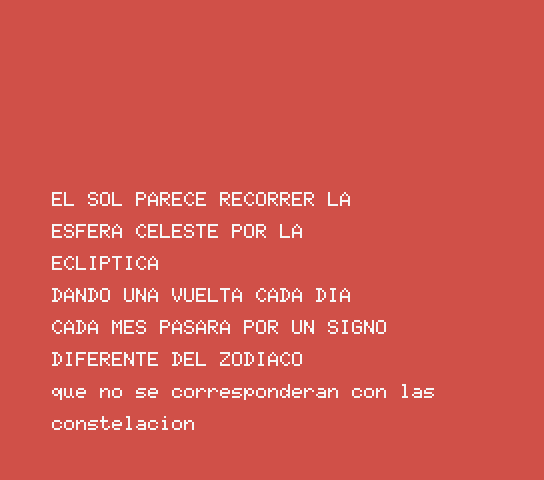 EL SOL PARECE RECORRER LA
ESFERA CELESTE POR LA
ECLIPTICA
DANDO UNA VUELTA CADA DIA
CADA MES PASARA POR UN SIGNO
DIFERENTE DEL ZODIACO
que no se corresponderan con las
constelacion